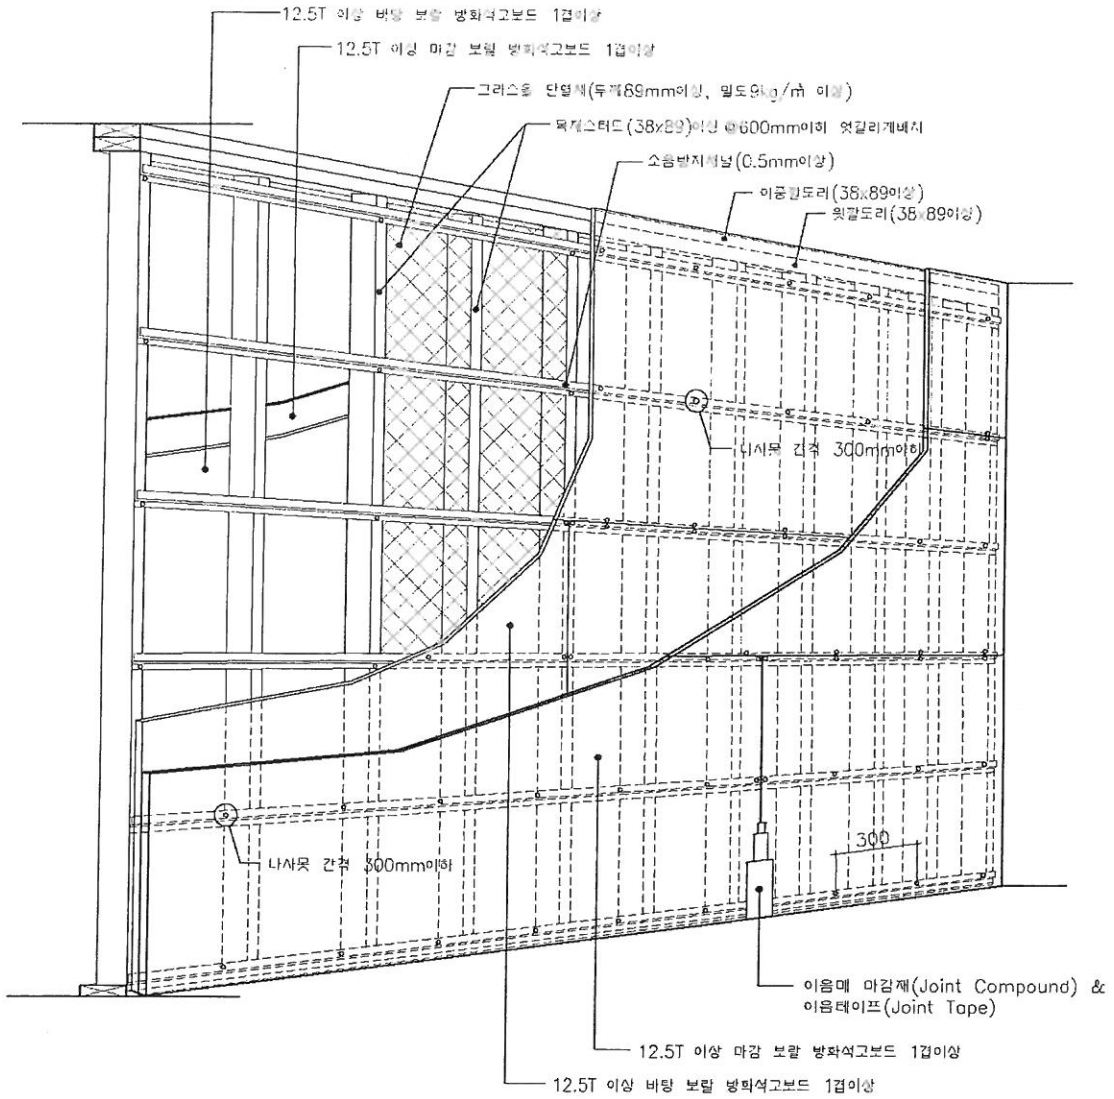 12.5T 이상 바탕 보랄 방화석고보드 1겹이상
12.5T 이상 마감 보랄 방화석고보드 1겹이상
그라스울 단열재(두께89mm이상, 밀도9kg/㎥ 이상)
목재스터드(38x89)이상 @600mm이하 엇갈리게배치
소음방지채널(0.5mm이상)
이중깔도리(38x89이상)
윗깔도리(38x89이상)
나사못 간격 300mm이하
나사못 간격 300mm이하
300
이음매 마감재(Joint Compound) &
이음테이프(Joint Tape)
12.5T 이상 마감 보랄 방화석고보드 1겹이상
12.5T 이상 바탕 보랄 방화석고보드 1겹이상